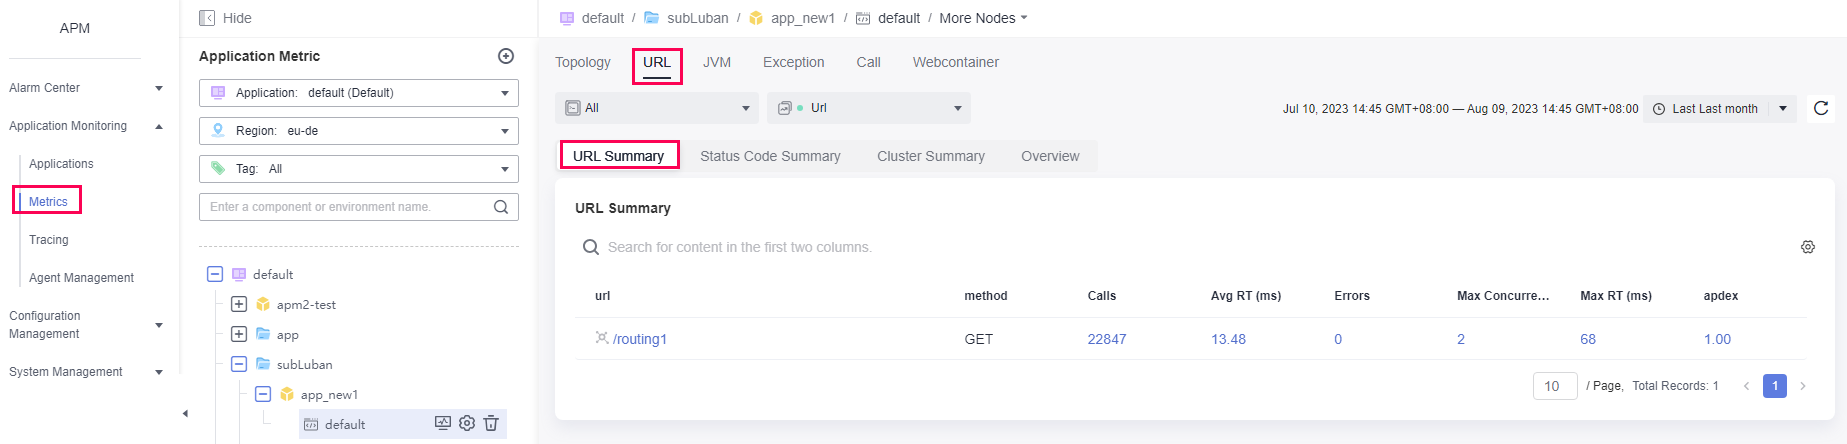 APM
Alarm Center
Application Monitoring
Applications
Metrics
Tracing
Agent Management
Configuration
Management
System Management
Hide
Application Metric
Application: default (Default)
Region: eu-de
Tag: All
Enter a component or environment name.
default
apm2-test
app
subLuban
app_new1
default
default / subLuban / app_new1 / default / More Nodes
Topology URL JVM Exception Call Webcontainer
All Url Jul 10, 2023 14:45 GMT+08:00 — Aug 09, 2023 14:45 GMT+08:00 Last Last month
URL Summary Status Code Summary Cluster Summary Overview
URL Summary
Search for content in the first two columns.
url method Calls Avg RT (ms) Errors Max Concurre... Max RT (ms) apdex
/routing1 GET 22847 13.48 0 2 68 1.00
10 / Page, Total Records: 1 < 1 >